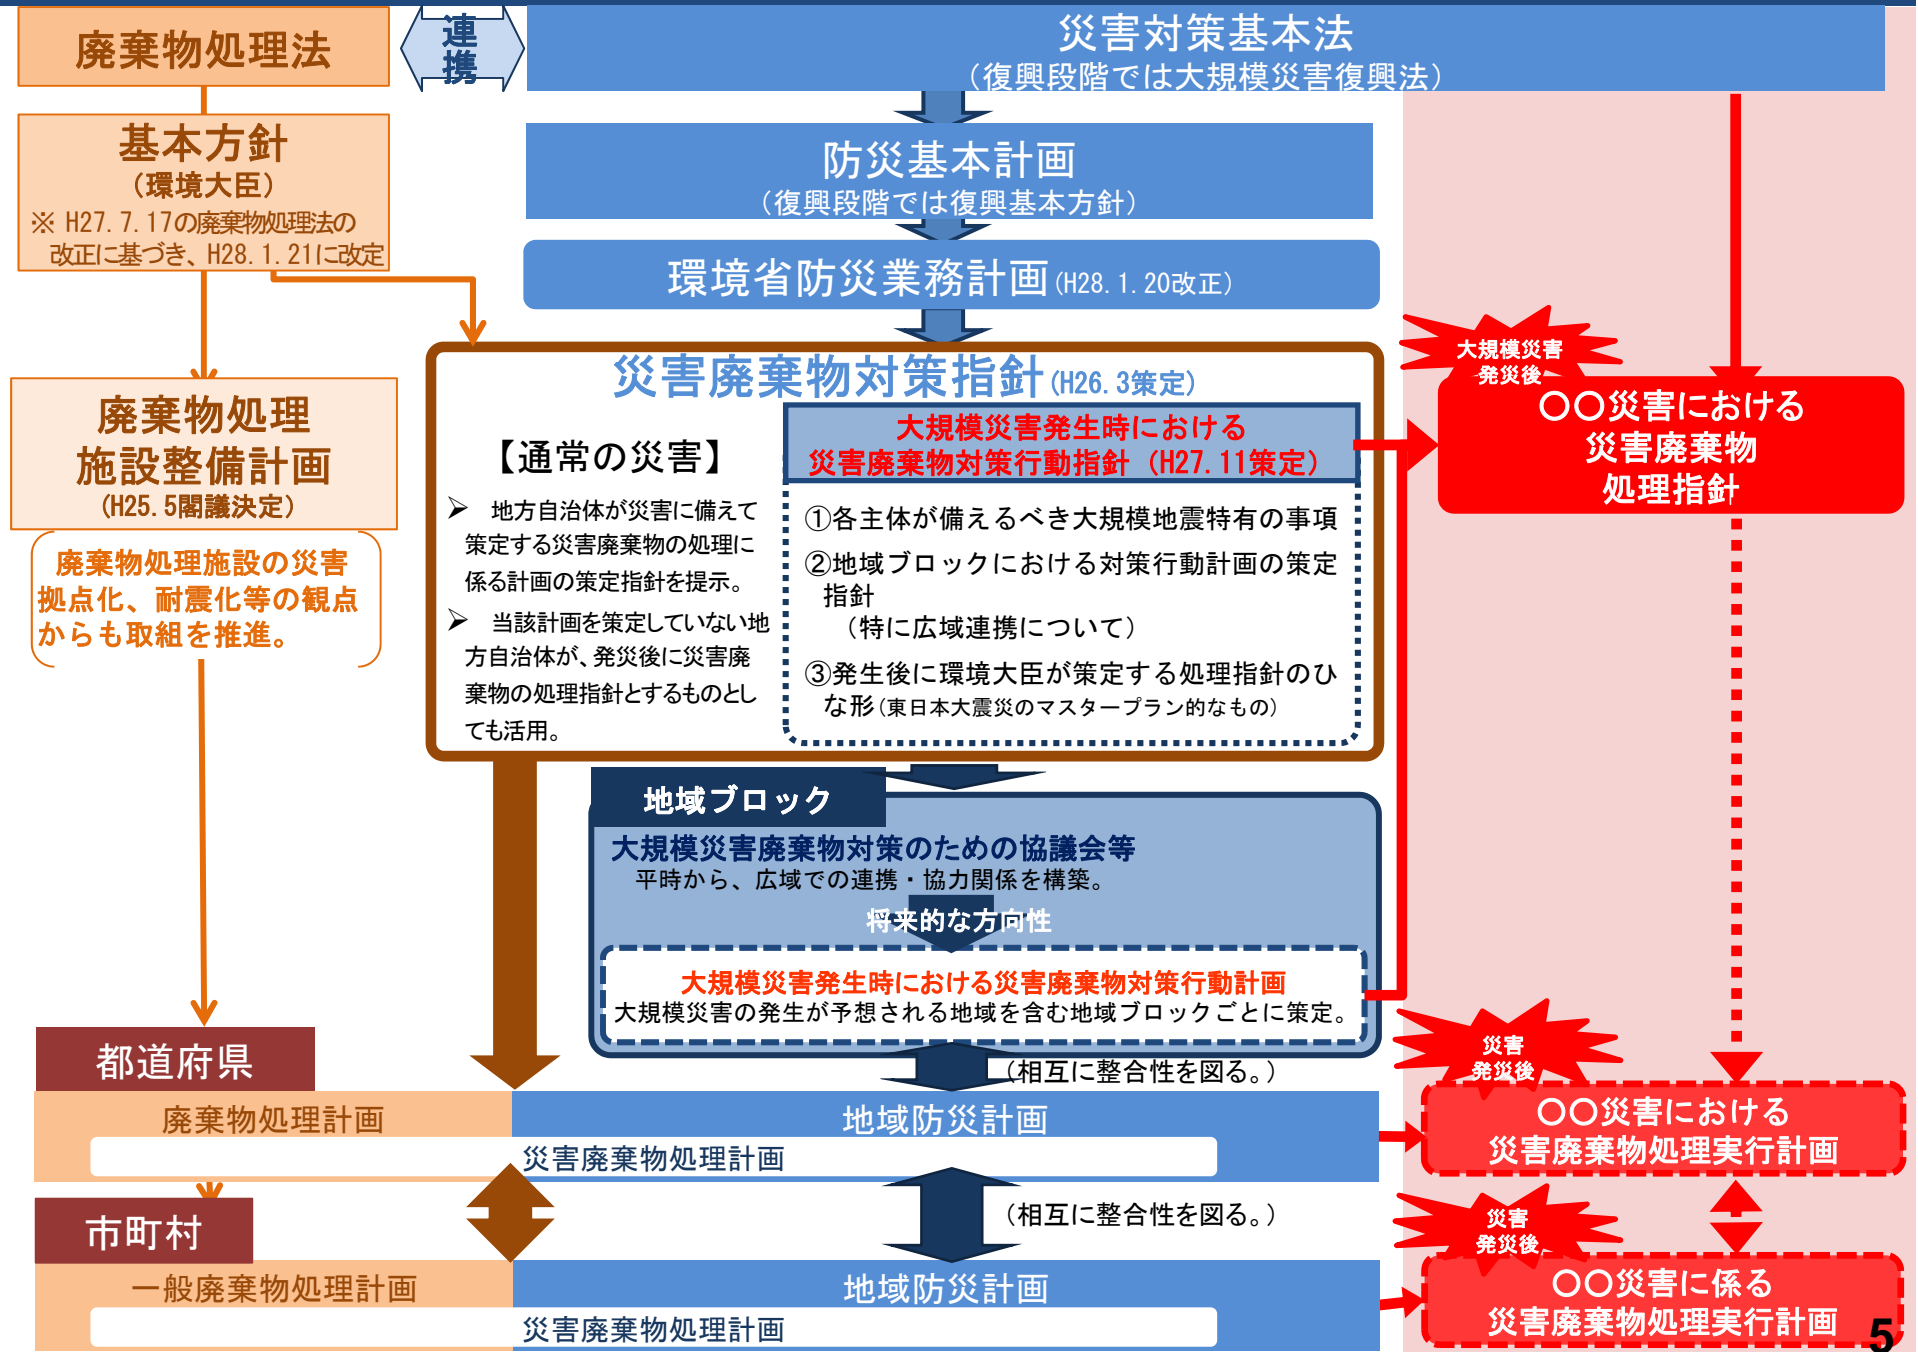 廃棄物処理法
連
携
災害対策基本法
（復興段階では大規模災害復興法）
基本方針
（環境大臣）
※ H27.7.17の廃棄物処理法の
改正に基づき、H28.1.21に改定
防災基本計画
（復興段階では復興基本方針）
環境省防災業務計画(H28.1.20改正)
廃棄物処理
施設整備計画
(H25.5閣議決定)
廃棄物処理施設の災害
拠点化、耐震化等の観点
からも取組を推進。
災害廃棄物対策指針(H26.3策定)
【通常の災害】
➢ 地方自治体が災害に備えて
策定する災害廃棄物の処理に
係る計画の策定指針を提示。
➢ 当該計画を策定していない地
方自治体が、発災後に災害廃
棄物の処理指針とするものとし
ても活用。
大規模災害発生時における
災害廃棄物対策行動指針（H27.11策定）
①各主体が備えるべき大規模地震特有の事項
②地域ブロックにおける対策行動計画の策定
指針
（特に広域連携について）
③発生後に環境大臣が策定する処理指針のひ
な形(東日本大震災のマスタープラン的なもの)
大規模災害
発災後
〇〇災害における
災害廃棄物
処理指針
地域ブロック
大規模災害廃棄物対策のための協議会等
平時から、広域での連携・協力関係を構築。
将来的な方向性
大規模災害発生時における災害廃棄物対策行動計画
大規模災害の発生が予想される地域を含む地域ブロックごとに策定。
（相互に整合性を図る。）
都道府県
廃棄物処理計画
地域防災計画
災害廃棄物処理計画
災害
発災後
〇〇災害における
災害廃棄物処理実行計画
（相互に整合性を図る。）
市町村
一般廃棄物処理計画
地域防災計画
災害廃棄物処理計画
災害
発災後
〇〇災害に係る
災害廃棄物処理実行計画
5